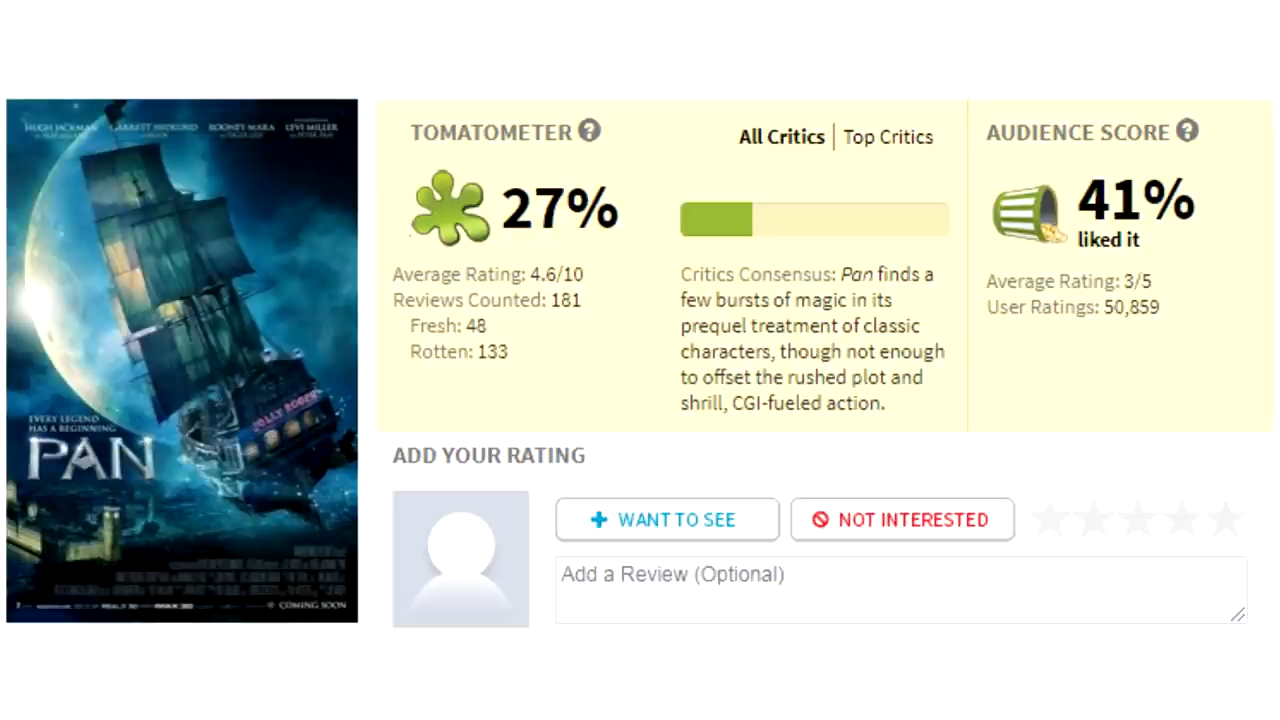 HUGH JACKMAN GARRETT HEDLUND ROONEY MARA LEVI MILLER
EVERY LEGEND
HAS A BEGINNING
PAN
JOLLY ROGER
COMING SOON
TOMATOMETER ?
All Critics | Top Critics
27%
Average Rating: 4.6/10
Reviews Counted: 181
Fresh: 48
Rotten: 133
Critics Consensus: Pan finds a
few bursts of magic in its
prequel treatment of classic
characters, though not enough
to offset the rushed plot and
shrill, CGI-fueled action.
AUDIENCE SCORE ?
41%
liked it
Average Rating: 3/5
User Ratings: 50,859
ADD YOUR RATING
WANT TO SEE
NOT INTERESTED
Add a Review (Optional)